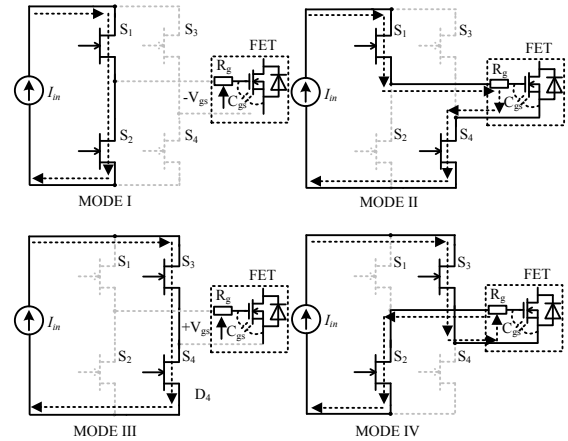 S1
S3
FET
Rg
Iin
-Vgs
Cgs
S2
S4
MODE I
S1
S3
FET
Rg
Iin
Cgs
S2
S4
MODE II
S1
S3
FET
Rg
Iin
+Vgs
Cgs
S2
S4
D4
MODE III
S1
S3
FET
Rg
Iin
Cgs
S2
S4
MODE IV